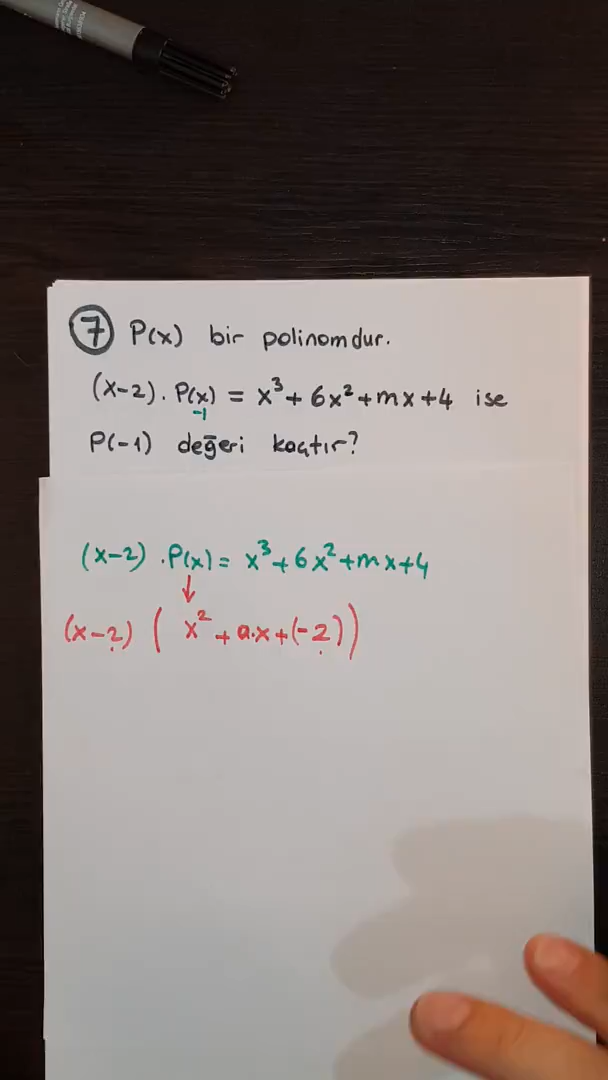 7 P(x) bir polinomdur.
(x-2). P(x) = x³ + 6x² + mx + 4 ise
-1
P(-1) değeri kaçtır?
(x-2) . P(x) = x³ + 6x² + mx + 4
(x-2) ( x² + a.x + (-2) )